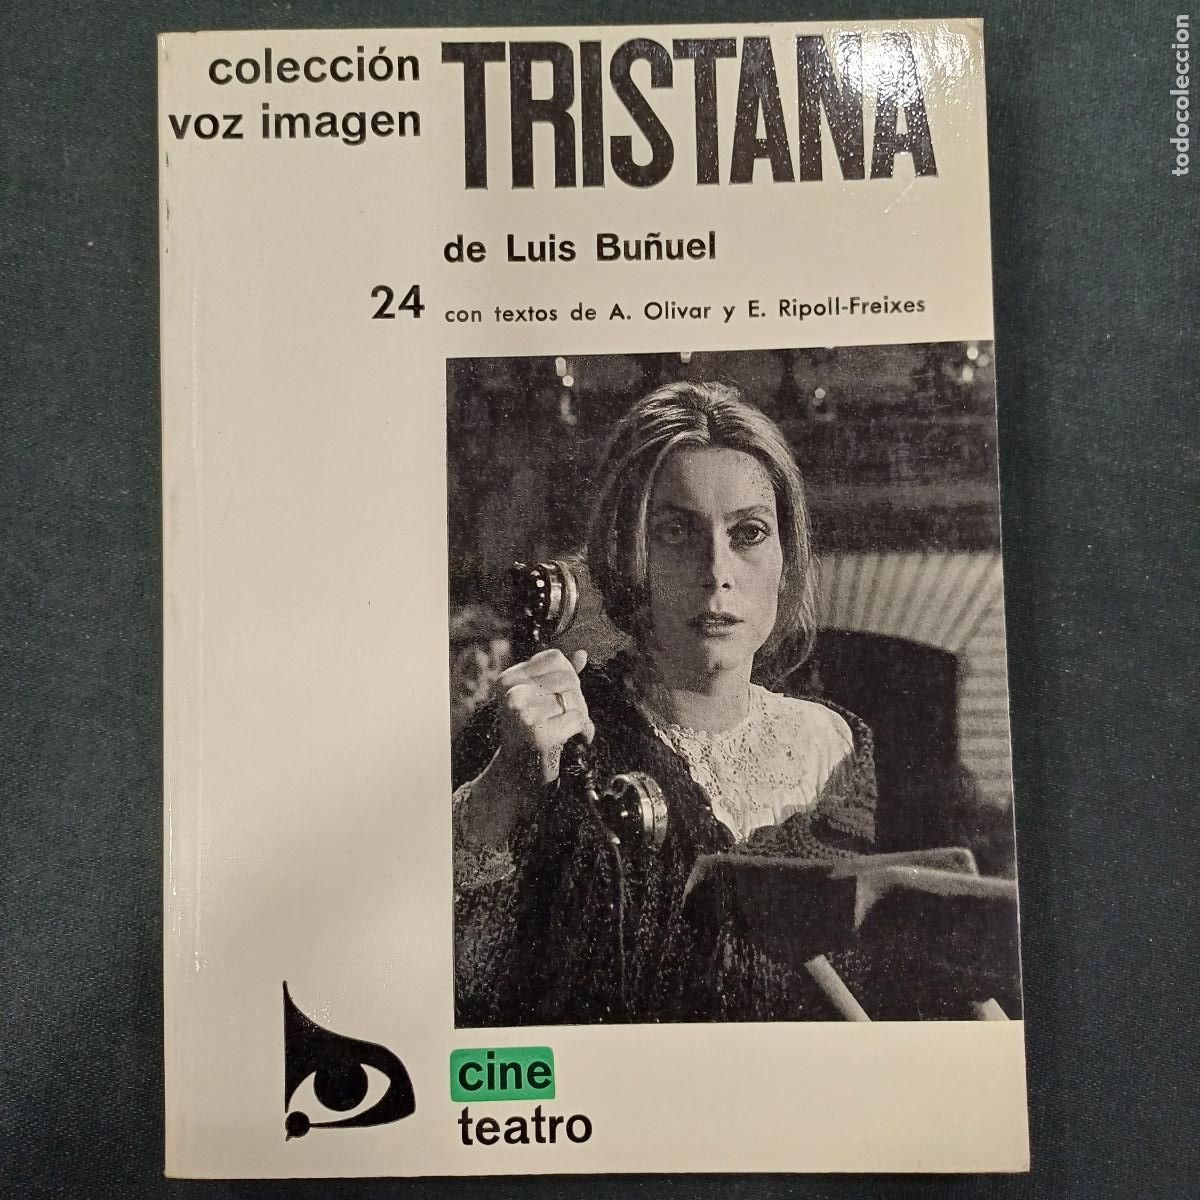 colección
voz imagen
TRISTANA
de Luis Buñuel
24 con textos de A. Olivar y E. Ripoll-Freixes
cine
teatro
todocoleccion